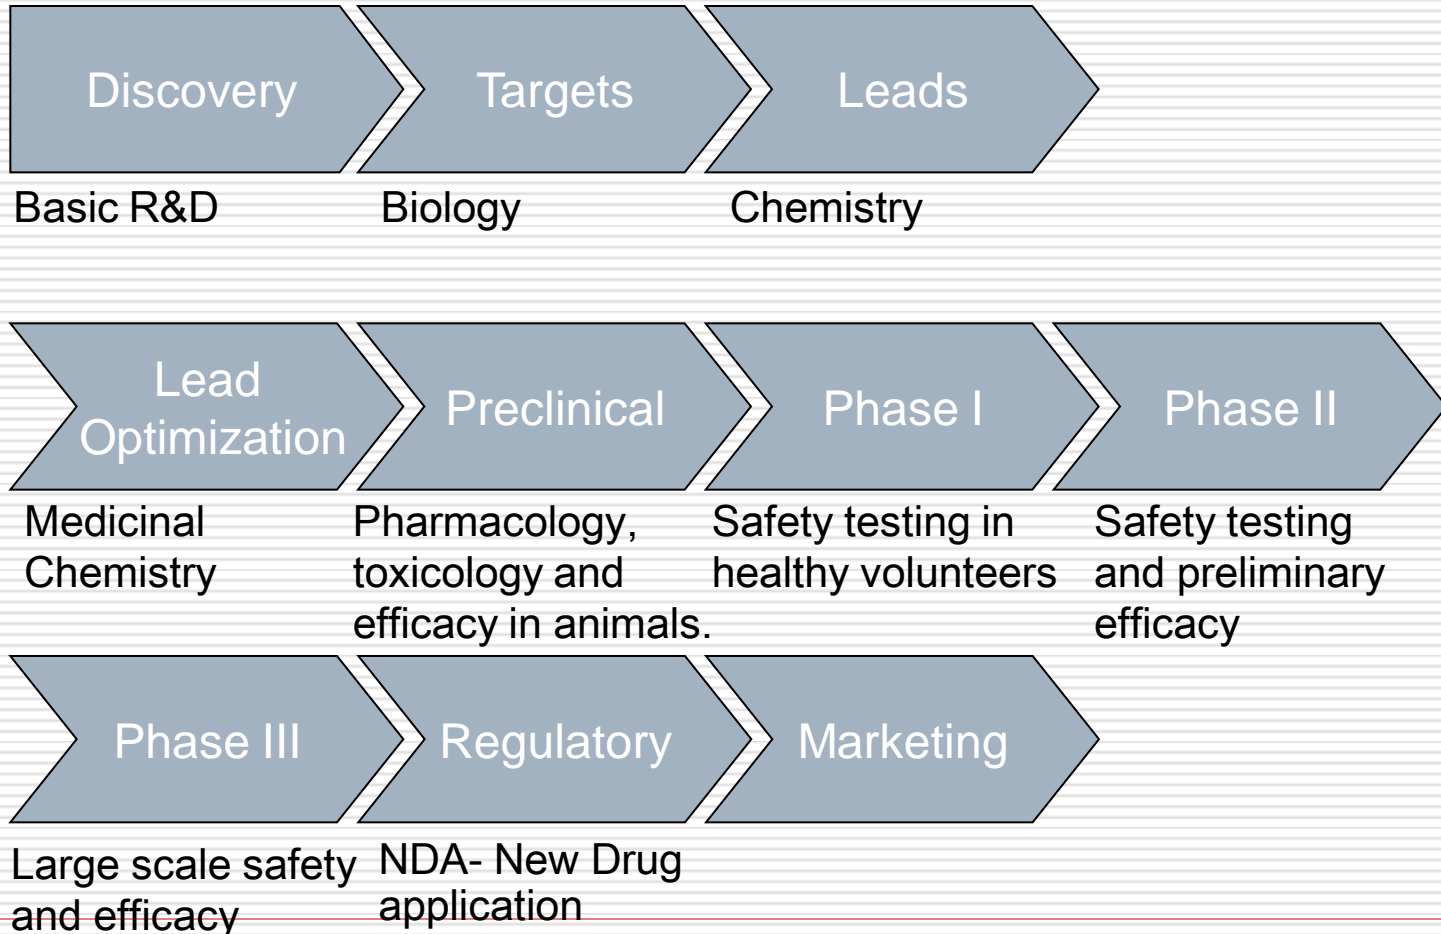 Discovery
Targets
Leads
Basic R&D
Biology
Chemistry
Lead
Optimization
Preclinical
Phase I
Phase II
Medicinal
Chemistry
Pharmacology,
toxicology and
efficacy in animals.
Safety testing in
healthy volunteers
Safety testing
and preliminary
efficacy
Phase III
Regulatory
Marketing
Large scale safety
and efficacy
NDA- New Drug
application